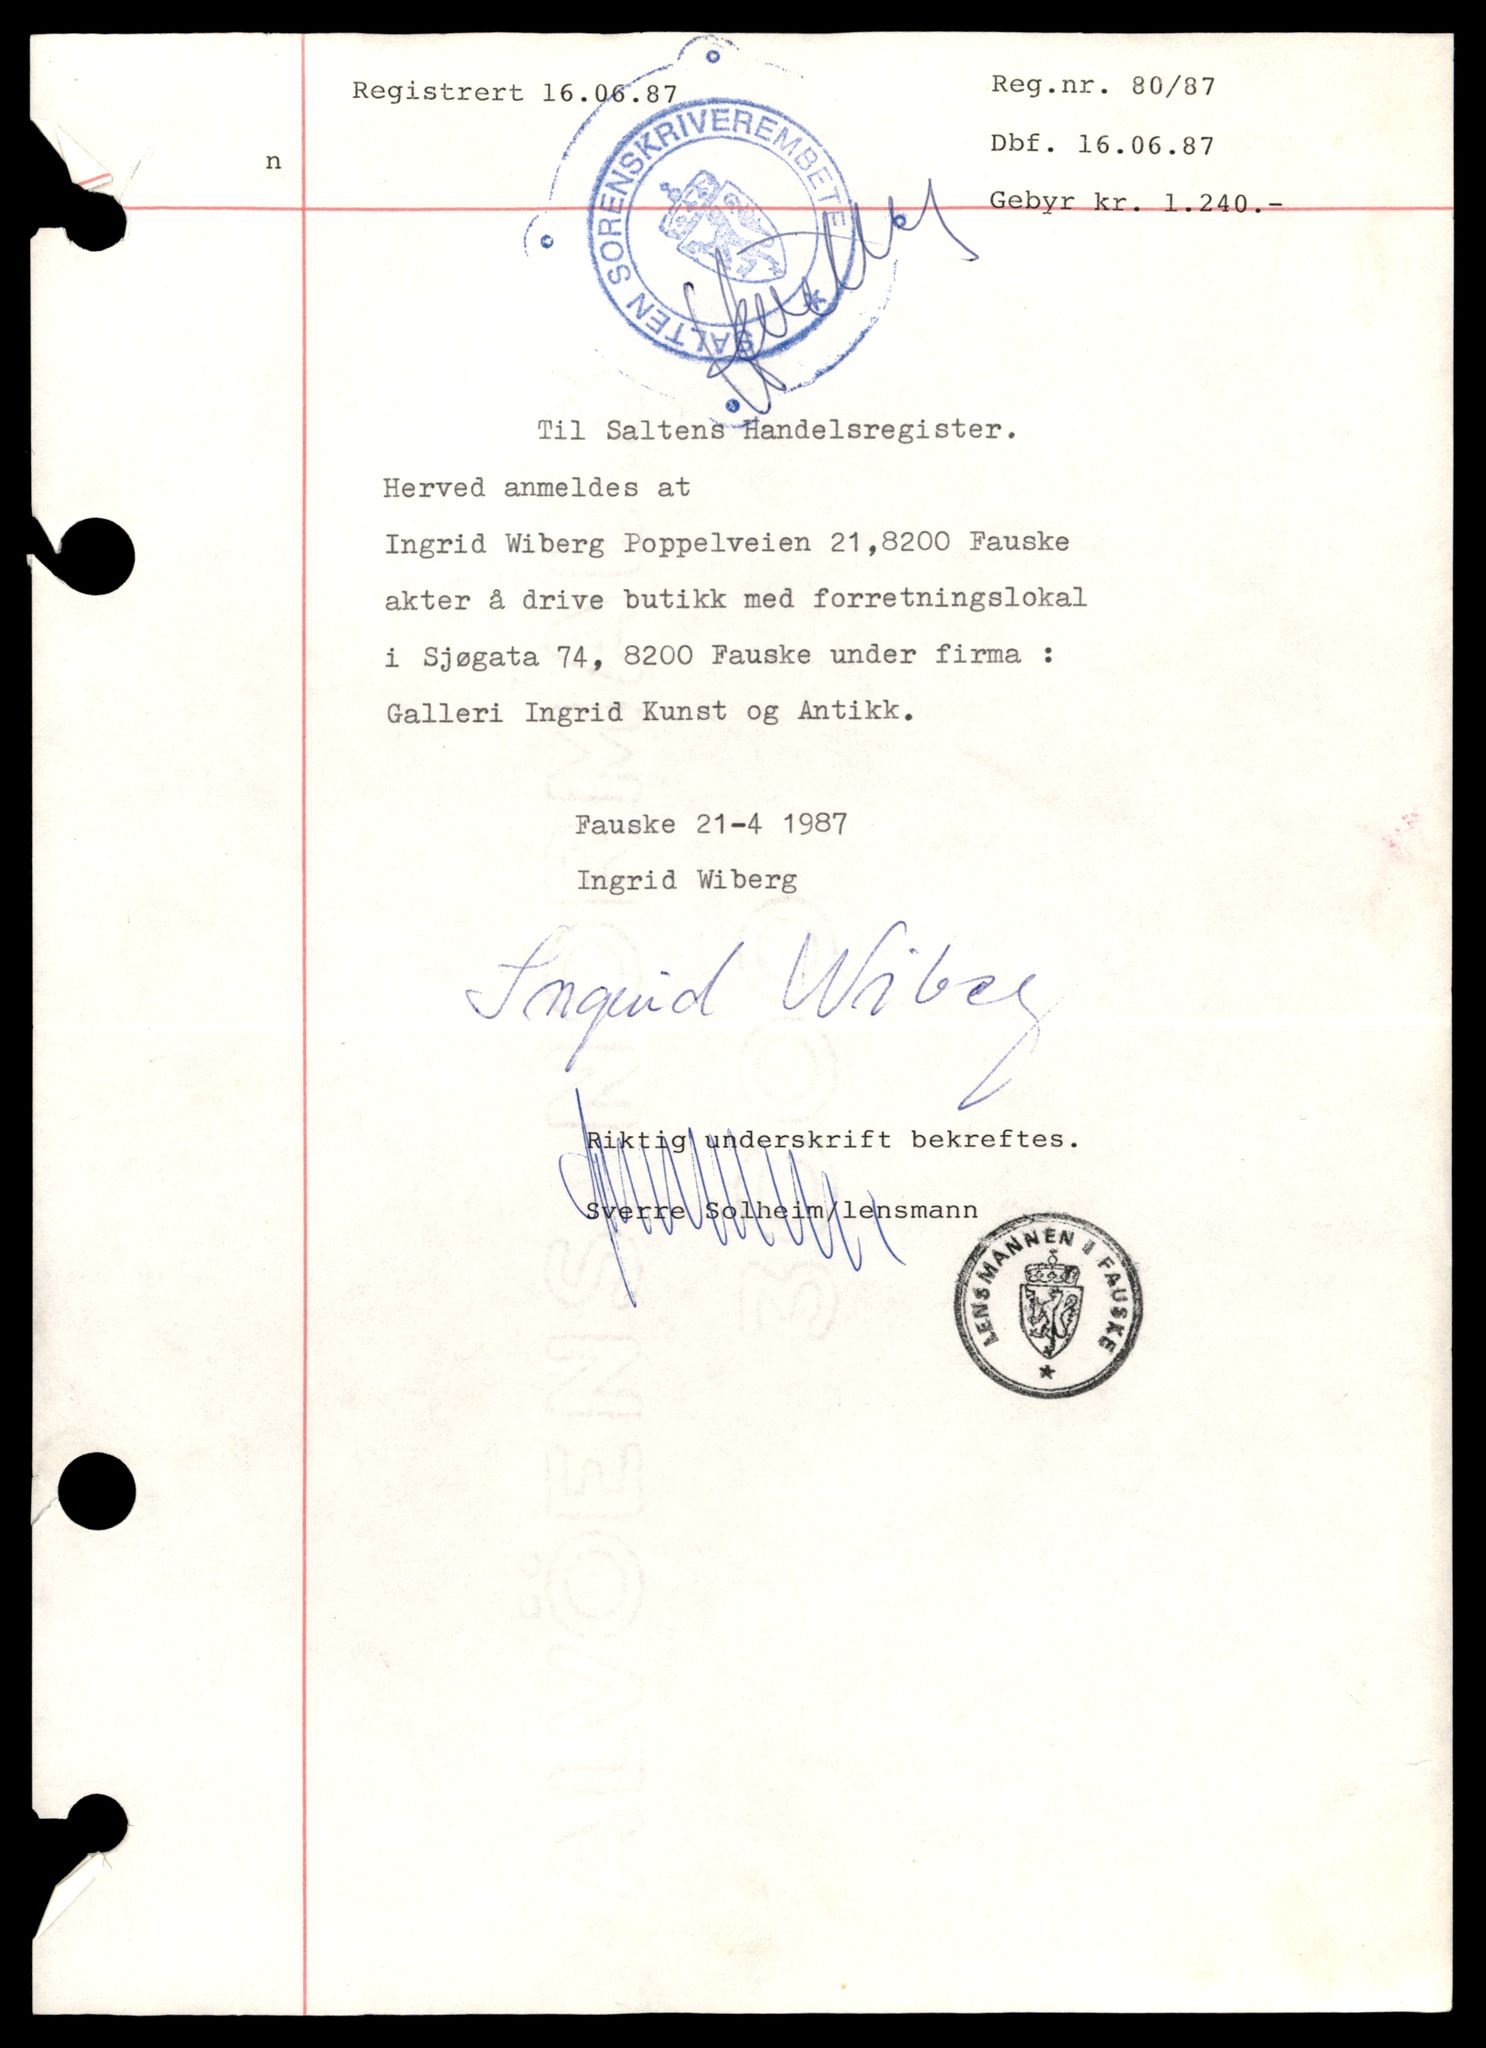 Registrert 16.06.87
Reg.nr. 80/87
Dbf. 16.06.87
n
Gebyr kr. 1.240.-
SALTEN SORENSKRIVEREMBETE
Til Saltens Handelsregister.
Herved anmeldes at
Ingrid Wiberg Poppelveien 21,8200 Fauske
akter å drive butikk med forretningslokal
i Sjøgata 74, 8200 Fauske under firma :
Galleri Ingrid Kunst og Antikk.
Fauske 21-4 1987
Ingrid Wiberg
Ingrid Wiberg
Riktig underskrift bekreftes.
Sverre Solheim/lensmann
LENSMANNEN I FAUSKE